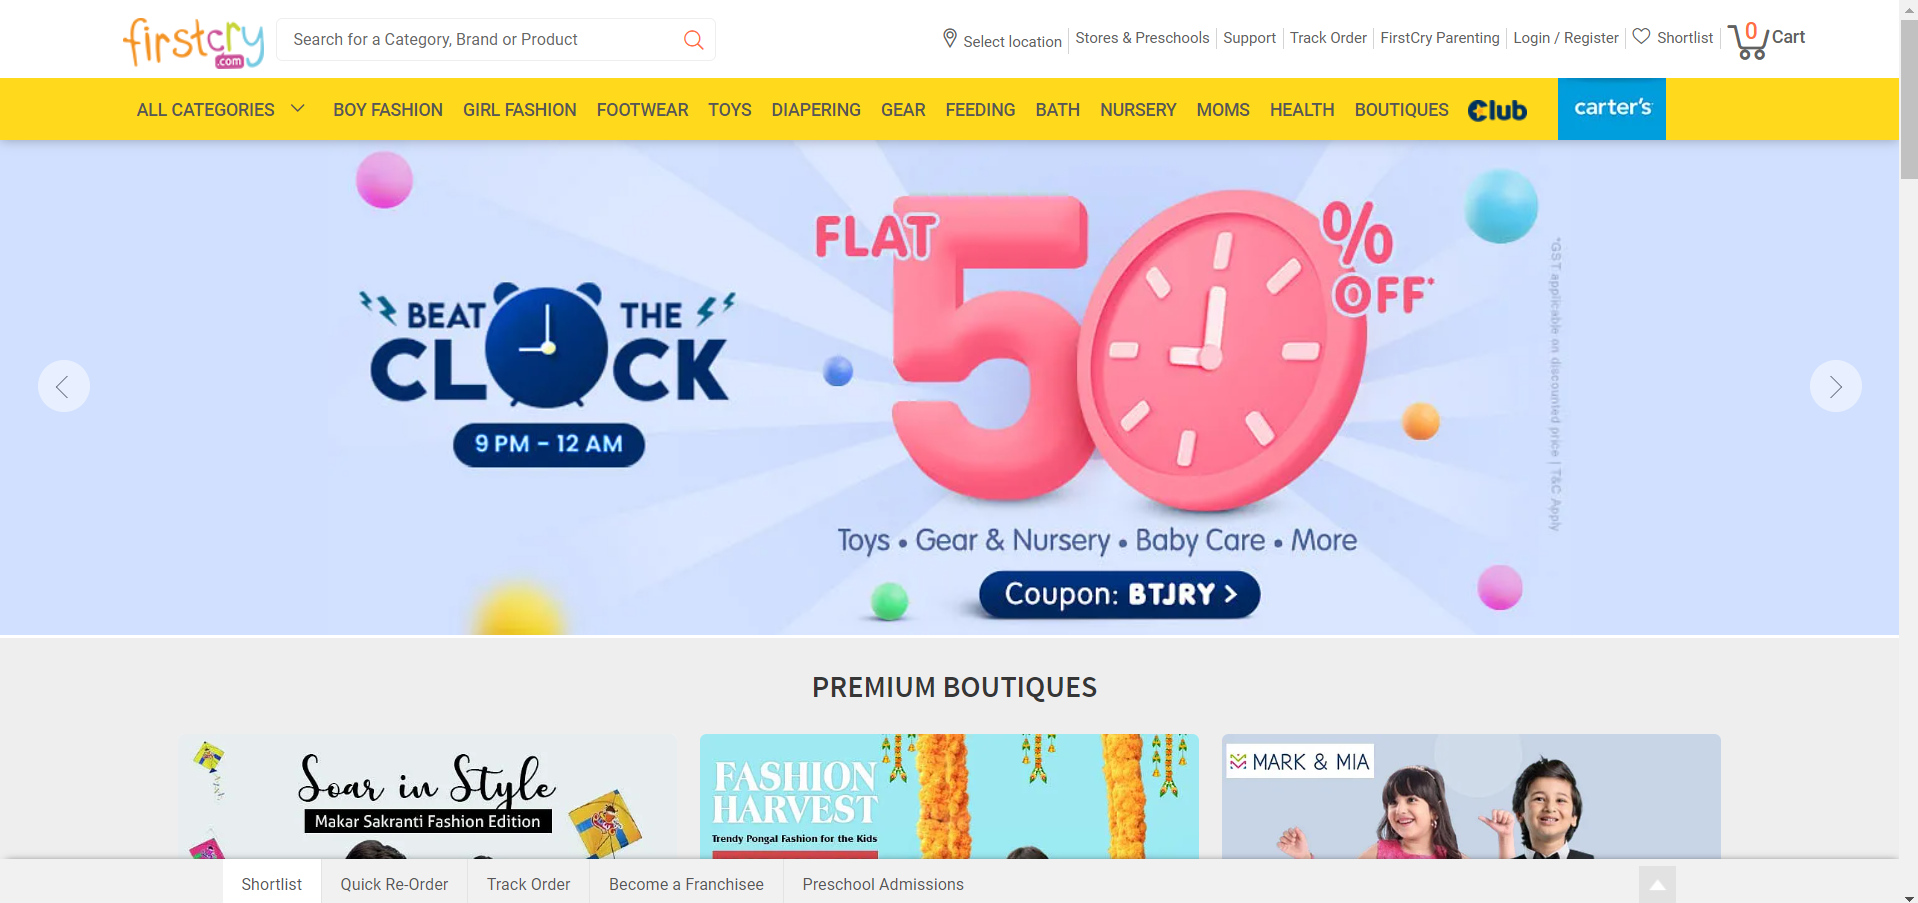 firstcry
.com
Search for a Category, Brand or Product
Select location
Stores & Preschools
Support
Track Order
FirstCry Parenting
Login / Register
Shortlist
0
Cart
ALL CATEGORIES
BOY FASHION
GIRL FASHION
FOOTWEAR
TOYS
DIAPERING
GEAR
FEEDING
BATH
NURSERY
MOMS
HEALTH
BOUTIQUES
Club
carter's
BEAT THE
CLOCK
9 PM - 12 AM
FLAT 50% OFF*
Toys • Gear & Nursery • Baby Care • More
Coupon: BTJRY >
*GST applicable on discounted price | T&C Apply
PREMIUM BOUTIQUES
Soar in Style
Makar Sakranti Fashion Edition
FASHION
HARVEST
Trendy Pongal Fashion for the Kids
MARK & MIA
Shortlist
Quick Re-Order
Track Order
Become a Franchisee
Preschool Admissions